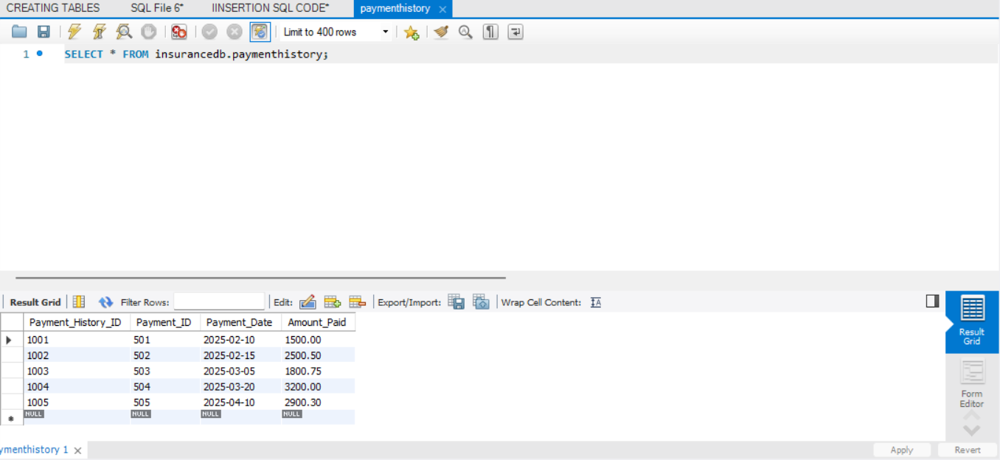 CREATING TABLES SQL File 6* IINSERTION SQL CODE* paymenthistory
Limit to 400 rows
1 SELECT * FROM insurancedb.paymenthistory;
Result Grid Filter Rows: Edit: Export/Import: Wrap Cell Content: IA
Payment_History_ID Payment_ID Payment_Date Amount_Paid
1001 501 2025-02-10 1500.00
1002 502 2025-02-15 2500.50
1003 503 2025-03-05 1800.75
1004 504 2025-03-20 3200.00
1005 505 2025-04-10 2900.30
NULL NULL NULL NULL
Result
Grid
Form
Editor
ymenthistory 1
Apply Revert